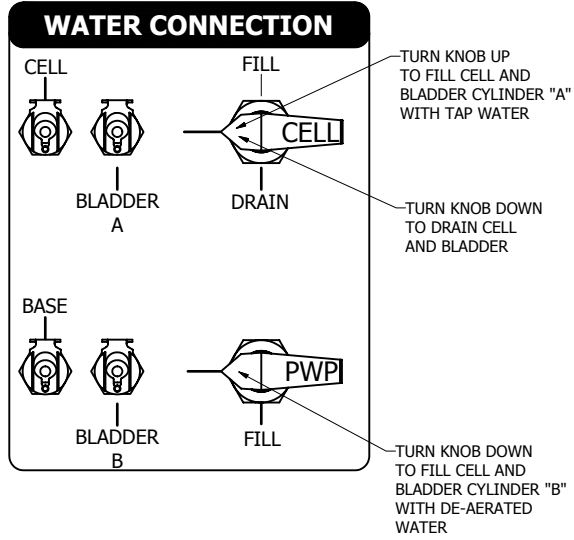 WATER CONNECTION
CELL
FILL
CELL
BLADDER
A
DRAIN
TURN KNOB UP
TO FILL CELL AND
BLADDER CYLINDER "A"
WITH TAP WATER
TURN KNOB DOWN
TO DRAIN CELL
AND BLADDER
BASE
PWP
BLADDER
B
FILL
TURN KNOB DOWN
TO FILL CELL AND
BLADDER CYLINDER "B"
WITH DE-AERATED
WATER